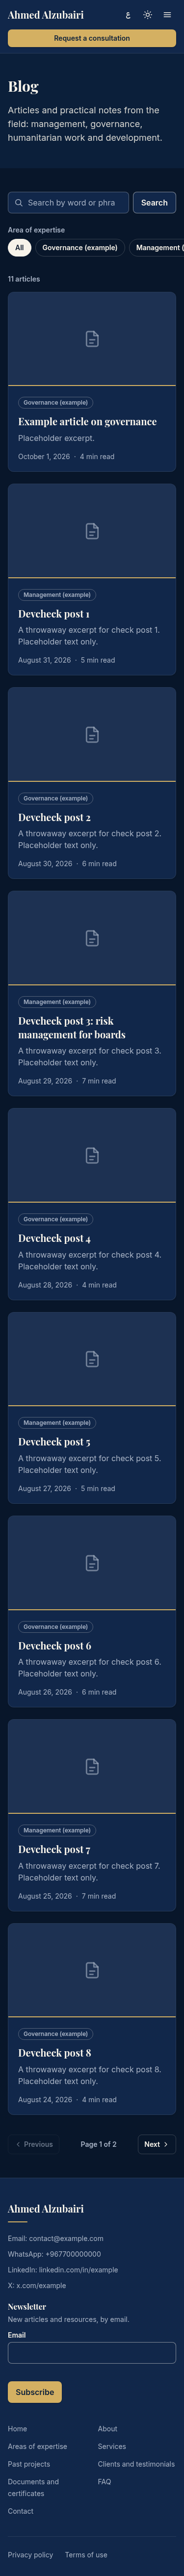 Ahmed Alzubairi
ع
Request a consultation
Blog
Articles and practical notes from the
field: management, governance,
humanitarian work and development.
Search by word or phra
Search
Area of expertise
All
Governance (example)
Management (
11 articles
Governance (example)
Example article on governance
Placeholder excerpt.
October 1, 2026 · 4 min read
Management (example)
Devcheck post 1
A throwaway excerpt for check post 1.
Placeholder text only.
August 31, 2026 · 5 min read
Governance (example)
Devcheck post 2
A throwaway excerpt for check post 2.
Placeholder text only.
August 30, 2026 · 6 min read
Management (example)
Devcheck post 3: risk
management for boards
A throwaway excerpt for check post 3.
Placeholder text only.
August 29, 2026 · 7 min read
Governance (example)
Devcheck post 4
A throwaway excerpt for check post 4.
Placeholder text only.
August 28, 2026 · 4 min read
Management (example)
Devcheck post 5
A throwaway excerpt for check post 5.
Placeholder text only.
August 27, 2026 · 5 min read
Governance (example)
Devcheck post 6
A throwaway excerpt for check post 6.
Placeholder text only.
August 26, 2026 · 6 min read
Management (example)
Devcheck post 7
A throwaway excerpt for check post 7.
Placeholder text only.
August 25, 2026 · 7 min read
Governance (example)
Devcheck post 8
A throwaway excerpt for check post 8.
Placeholder text only.
August 24, 2026 · 4 min read
Previous
Page 1 of 2
Next
Ahmed Alzubairi
Email: contact@example.com
WhatsApp: +967700000000
LinkedIn: linkedin.com/in/example
X: x.com/example
Newsletter
New articles and resources, by email.
Email
Subscribe
Home
About
Areas of expertise
Services
Past projects
Clients and testimonials
Documents and
certificates
FAQ
Contact
Privacy policy
Terms of use